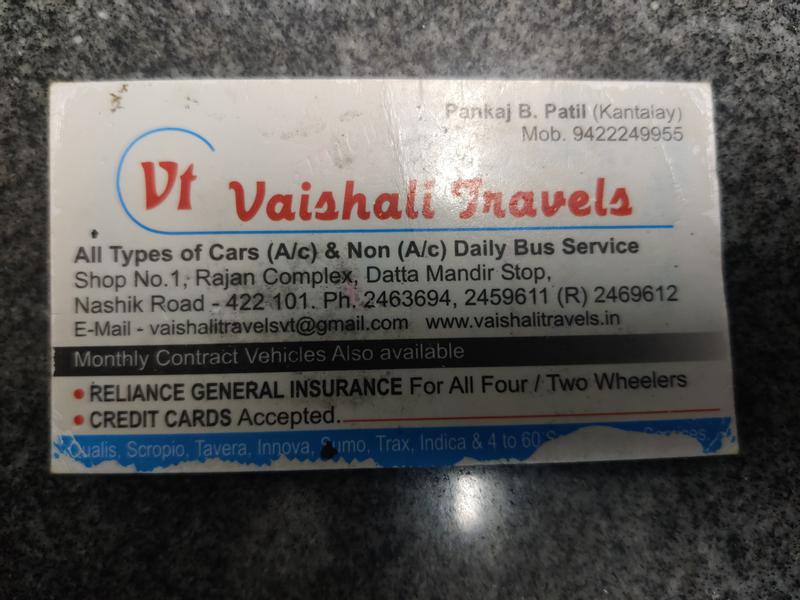 Pankaj B. Patil (Kantalay)
Mob. 9422249955
Vt Vaishali Travels
All Types of Cars (A/c) & Non (A/c) Daily Bus Service
Shop No.1, Rajan Complex, Datta Mandir Stop,
Nashik Road - 422 101. Ph. 2463694, 2459611 (R) 2469612
E-Mail - vaishalitravelsvt@gmail.com www.vaishalitravels.in
Monthly Contract Vehicles Also available
• RELIANCE GENERAL INSURANCE For All Four / Two Wheelers
• CREDIT CARDS Accepted.
Qualis, Scropio, Tavera, Innova, Sumo, Trax, Indica & 4 to 60 Services.